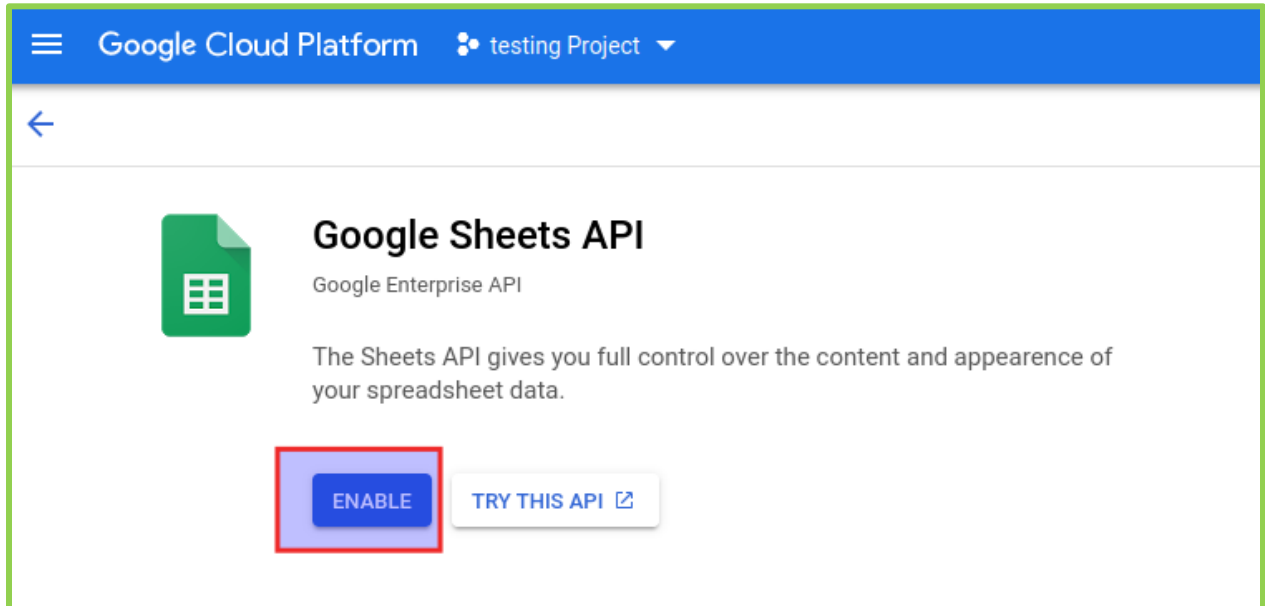 Google Cloud Platform testing Project
Google Sheets API
Google Enterprise API
The Sheets API gives you full control over the content and appearence of
your spreadsheet data.
ENABLE TRY THIS API